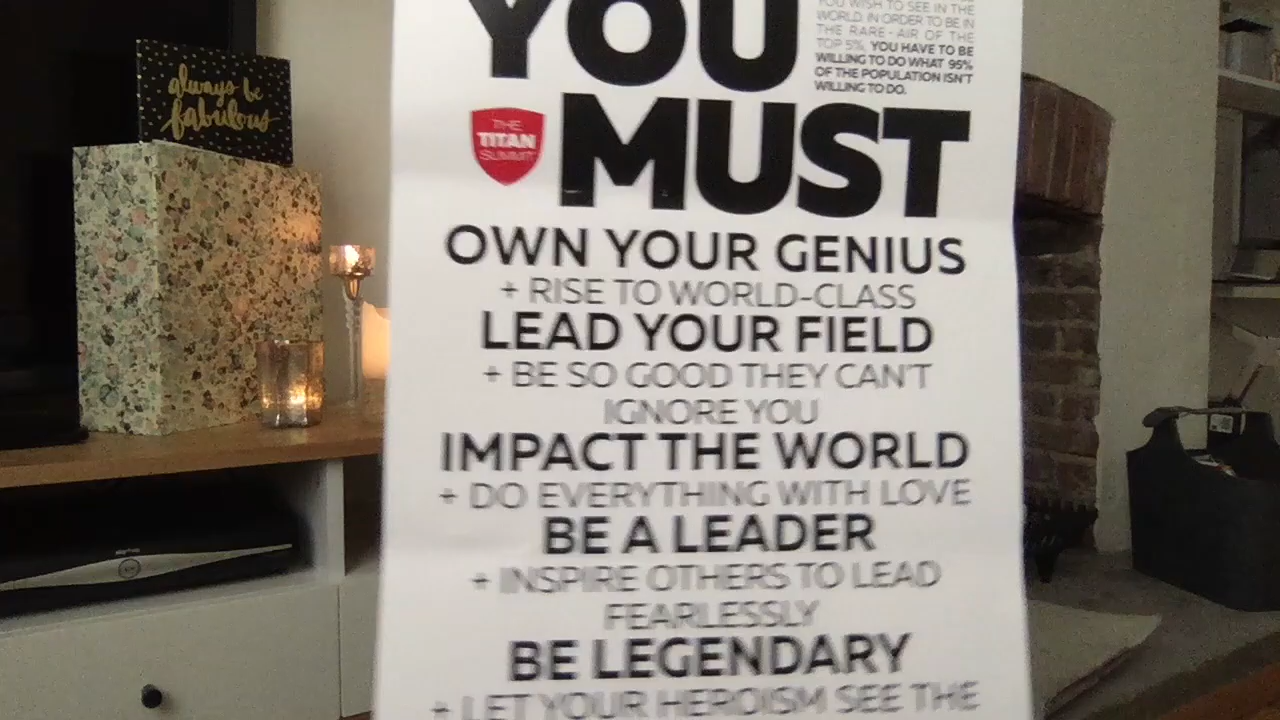 always be
fabulous
YOU
YOU WISH TO SEE IN THE
WORLD. IN ORDER TO BE IN
THE RARE-AIR OF THE
TOP 5%, YOU HAVE TO BE
WILLING TO DO WHAT 95%
OF THE POPULATION ISN'T
WILLING TO DO.
THE
TITAN
SUMMIT
MUST
OWN YOUR GENIUS
+ RISE TO WORLD-CLASS
LEAD YOUR FIELD
+ BE SO GOOD THEY CAN'T
IGNORE YOU
IMPACT THE WORLD
+ DO EVERYTHING WITH LOVE
BE A LEADER
+ INSPIRE OTHERS TO LEAD
FEARLESSLY
BE LEGENDARY
+ LET YOUR HEROISM SEE THE